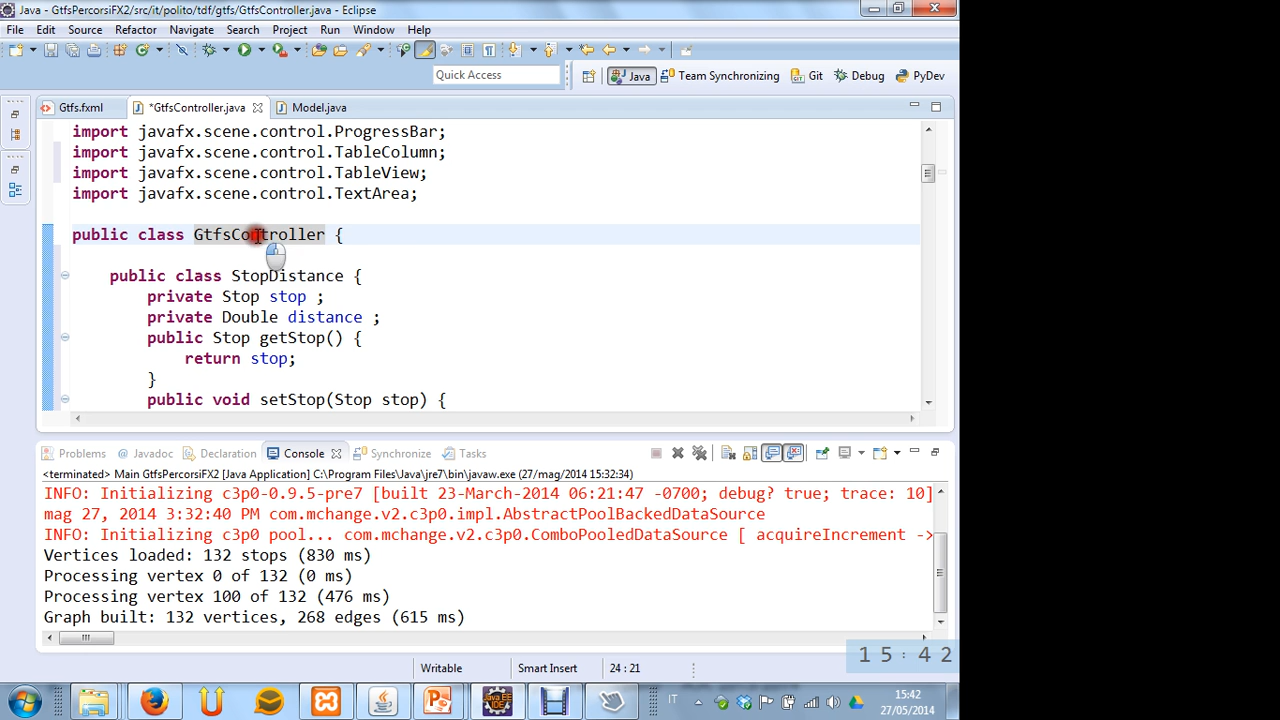 Java - GtfsPercorsiFX2/src/it/polito/tdf/gtfs/GtfsController.java - Eclipse
File Edit Source Refactor Navigate Search Project Run Window Help
Quick Access Java Team Synchronizing Git Debug PyDev
Gtfs.fxml *GtfsController.java Model.java
import javafx.scene.control.ProgressBar;
import javafx.scene.control.TableColumn;
import javafx.scene.control.TableView;
import javafx.scene.control.TextArea;
public class GtfsController {
public class StopDistance {
private Stop stop ;
private Double distance ;
public Stop getStop() {
return stop;
}
public void setStop(Stop stop) {
Problems Javadoc Declaration Console Synchronize Tasks
<terminated> Main GtfsPercorsiFX2 [Java Application] C:\Program Files\Java\jre7\bin\javaw.exe (27/mag/2014 15:32:34)
INFO: Initializing c3p0-0.9.5-pre7 [built 23-March-2014 06:21:47 -0700; debug? true; trace: 10]
mag 27, 2014 3:32:40 PM com.mchange.v2.c3p0.impl.AbstractPoolBackedDataSource
INFO: Initializing c3p0 pool... com.mchange.v2.c3p0.ComboPooledDataSource [ acquireIncrement ->
Vertices loaded: 132 stops (830 ms)
Processing vertex 0 of 132 (0 ms)
Processing vertex 100 of 132 (476 ms)
Graph built: 132 vertices, 268 edges (615 ms)
15:42
Writable Smart Insert 24 : 21
Java EE IDE IT 15:42
27/05/2014